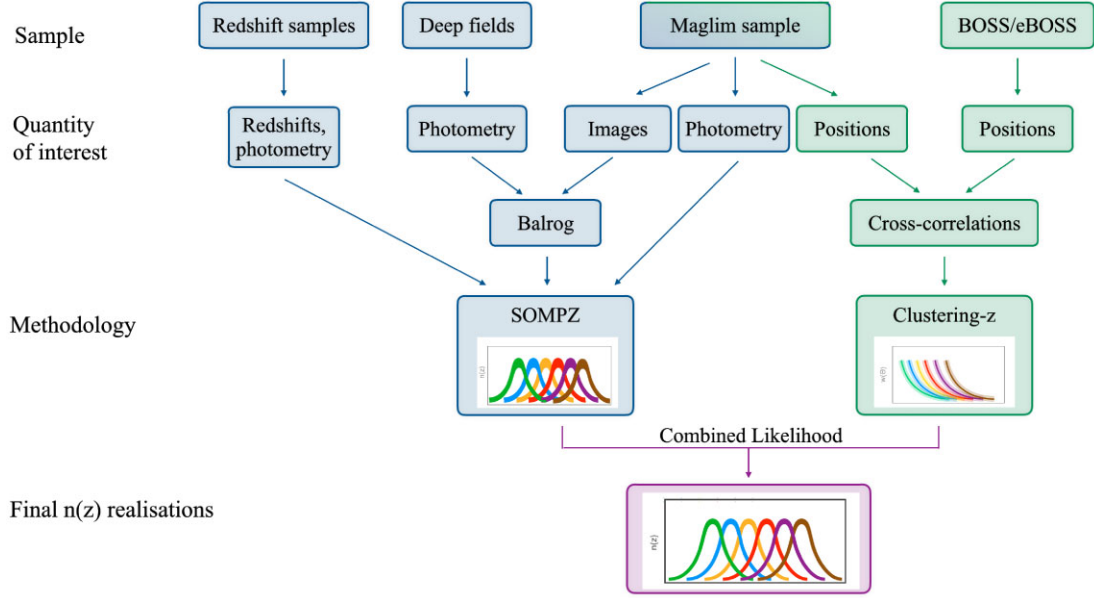 Sample
Redshift samples
Deep fields
Maglim sample
BOSS/eBOSS
Quantity
of interest
Redshifts,
photometry
Photometry
Images
Photometry
Positions
Positions
Balrog
Cross-correlations
Methodology
SOMPZ
n(z)
Clustering-z
w(θ)
Combined Likelihood
Final n(z) realisations
n(z)